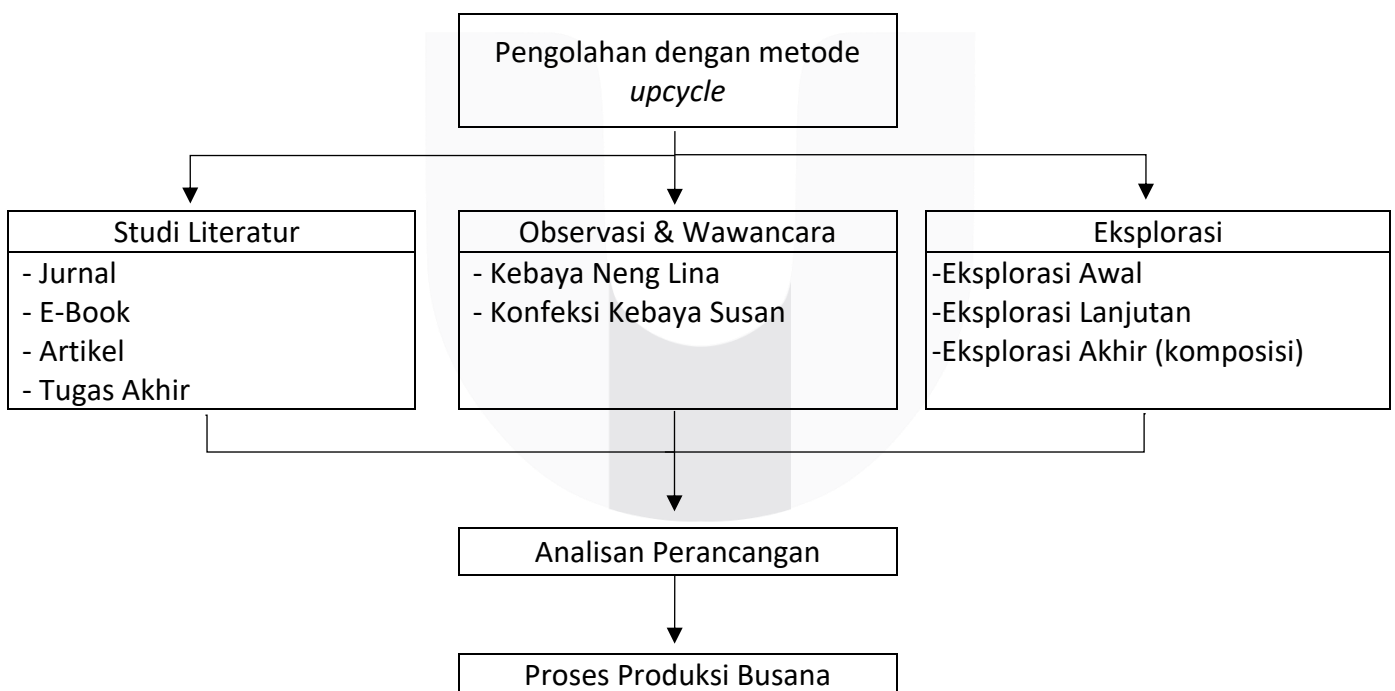 Pengolahan dengan metode
upcycle
Studi Literatur
- Jurnal
- E-Book
- Artikel
- Tugas Akhir
Observasi & Wawancara
- Kebaya Neng Lina
- Konfeksi Kebaya Susan
Eksplorasi
-Eksplorasi Awal
-Eksplorasi Lanjutan
-Eksplorasi Akhir (komposisi)
Analisan Perancangan
Proses Produksi Busana